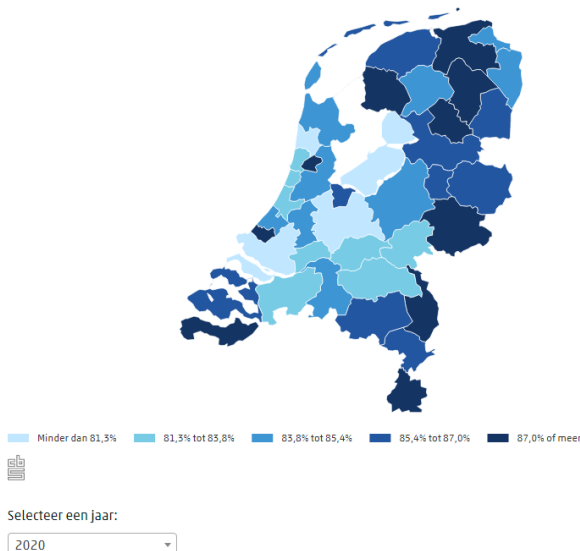 Minder dan 81,3% 81,3% tot 83,8% 83,8% tot 85,4% 85,4% tot 87,0% 87,0% of meer
cbs
Selecteer een jaar:
2020